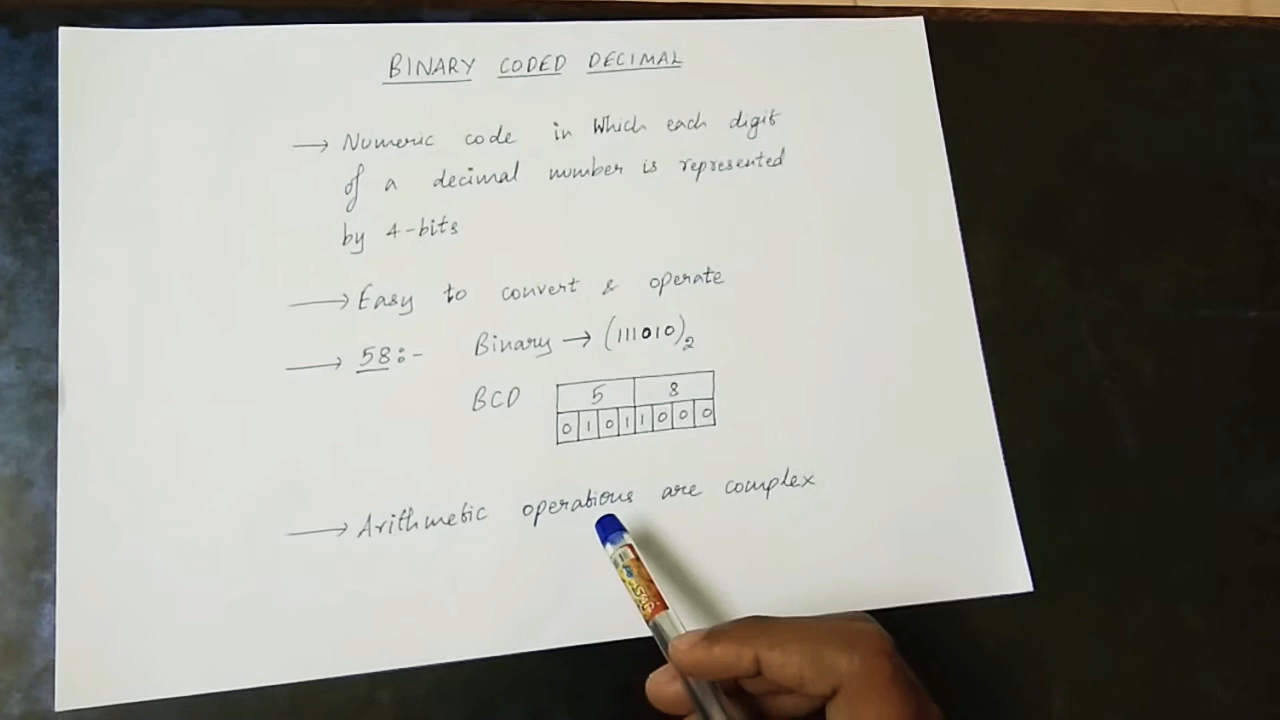 BINARY CODED DECIMAL
→ Numeric code in Which each digit
of a decimal number is represented
by 4-bits
→ Easy to convert & operate
→ 58:- Binary → (111010)₂
BCD 5 8
0 1 0 1 1 0 0 0
→ Arithmetic operations are complex